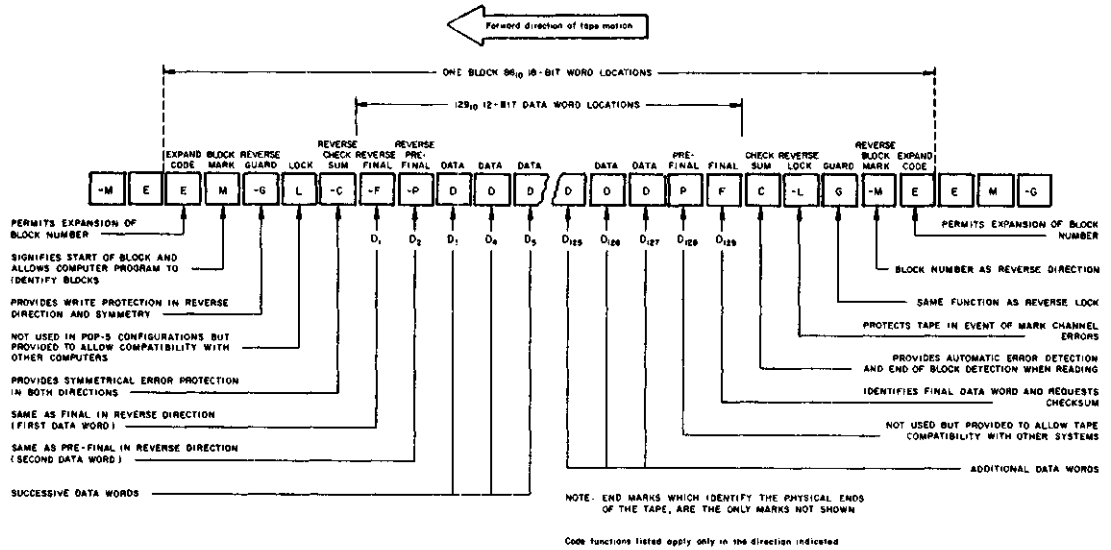 Forward direction of tape motion
ONE BLOCK 86₁₀ 18-BIT WORD LOCATIONS
129₁₀ 12-BIT DATA WORD LOCATIONS
EXPAND CODE
BLOCK MARK
REVERSE GUARD
LOCK
REVERSE CHECK SUM
REVERSE FINAL
REVERSE PRE-FINAL
DATA
DATA
DATA
DATA
DATA
PRE-FINAL
FINAL
CHECK SUM
REVERSE LOCK
GUARD
REVERSE BLOCK MARK
EXPAND CODE
-M E E M -G L -C -F -P D D D D D D P F C -L G -M E E M -G
D₁ D₂ D₃ D₄ D₅ D₁₂₅ D₁₂₆ D₁₂₇ D₁₂₈ D₁₂₉
PERMITS EXPANSION OF
BLOCK NUMBER
SIGNIFIES START OF BLOCK AND
ALLOWS COMPUTER PROGRAM TO
IDENTIFY BLOCKS
PROVIDES WRITE PROTECTION IN REVERSE
DIRECTION AND SYMMETRY
NOT USED IN PDP-5 CONFIGURATIONS BUT
PROVIDED TO ALLOW COMPATIBILITY WITH
OTHER COMPUTERS
PROVIDES SYMMETRICAL ERROR PROTECTION
IN BOTH DIRECTIONS
SAME AS FINAL IN REVERSE DIRECTION
(FIRST DATA WORD)
SAME AS PRE-FINAL IN REVERSE DIRECTION
(SECOND DATA WORD)
SUCCESSIVE DATA WORDS
PERMITS EXPANSION OF BLOCK
NUMBER
BLOCK NUMBER AS REVERSE DIRECTION
SAME FUNCTION AS REVERSE LOCK
PROTECTS TAPE IN EVENT OF MARK CHANNEL
ERRORS
PROVIDES AUTOMATIC ERROR DETECTION
AND END OF BLOCK DETECTION WHEN READING
IDENTIFIES FINAL DATA WORD AND REQUESTS
CHECKSUM
NOT USED BUT PROVIDED TO ALLOW TAPE
COMPATIBILITY WITH OTHER SYSTEMS
ADDITIONAL DATA WORDS
NOTE- END MARKS WHICH IDENTIFY THE PHYSICAL ENDS
OF THE TAPE, ARE THE ONLY MARKS NOT SHOWN
Code functions listed apply only in the direction indicated